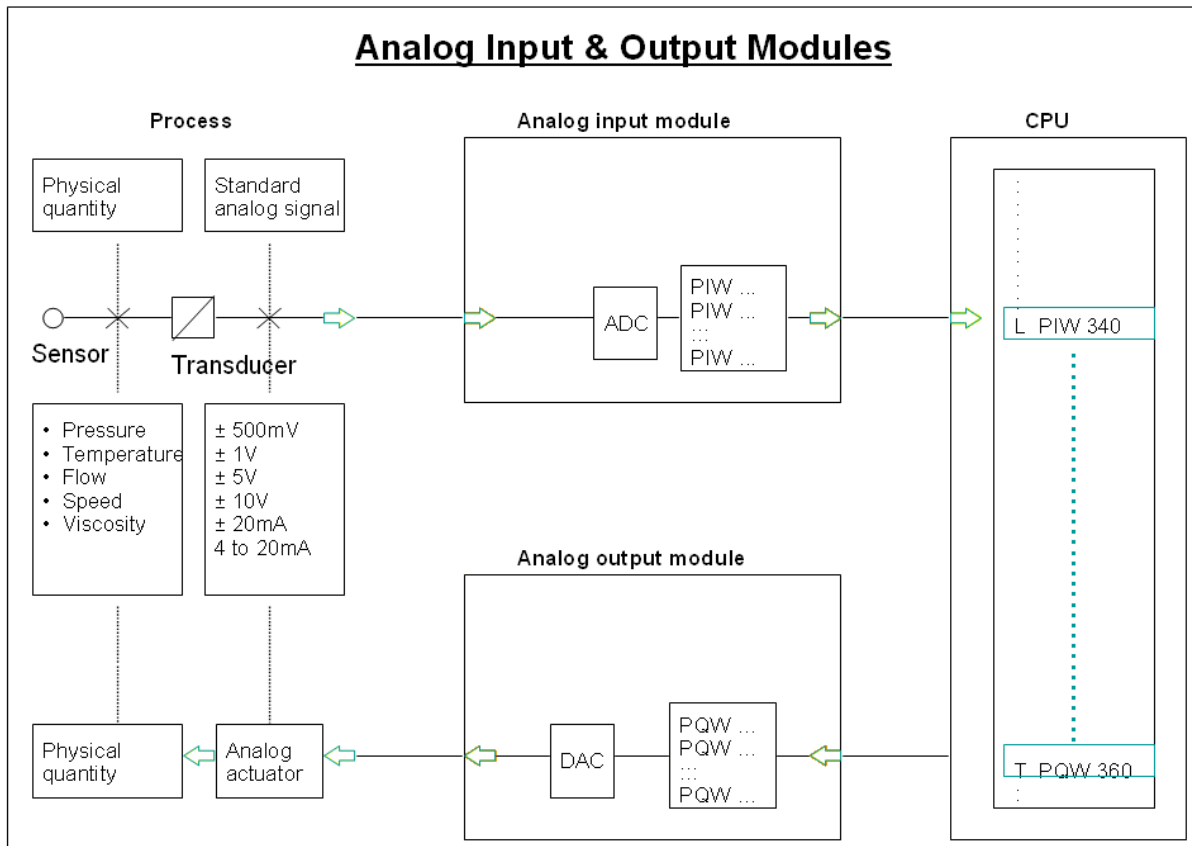 Analog Input & Output Modules
Process
Analog input module
CPU
Physical
quantity
Standard
analog signal
Sensor
Transducer
ADC
PIW ...
PIW ...
...
PIW ...
L PIW 340
• Pressure
• Temperature
• Flow
• Speed
• Viscosity
± 500mV
± 1V
± 5V
± 10V
± 20mA
4 to 20mA
Analog output module
Physical
quantity
Analog
actuator
DAC
PQW ...
PQW ...
...
PQW ...
T PQW 360